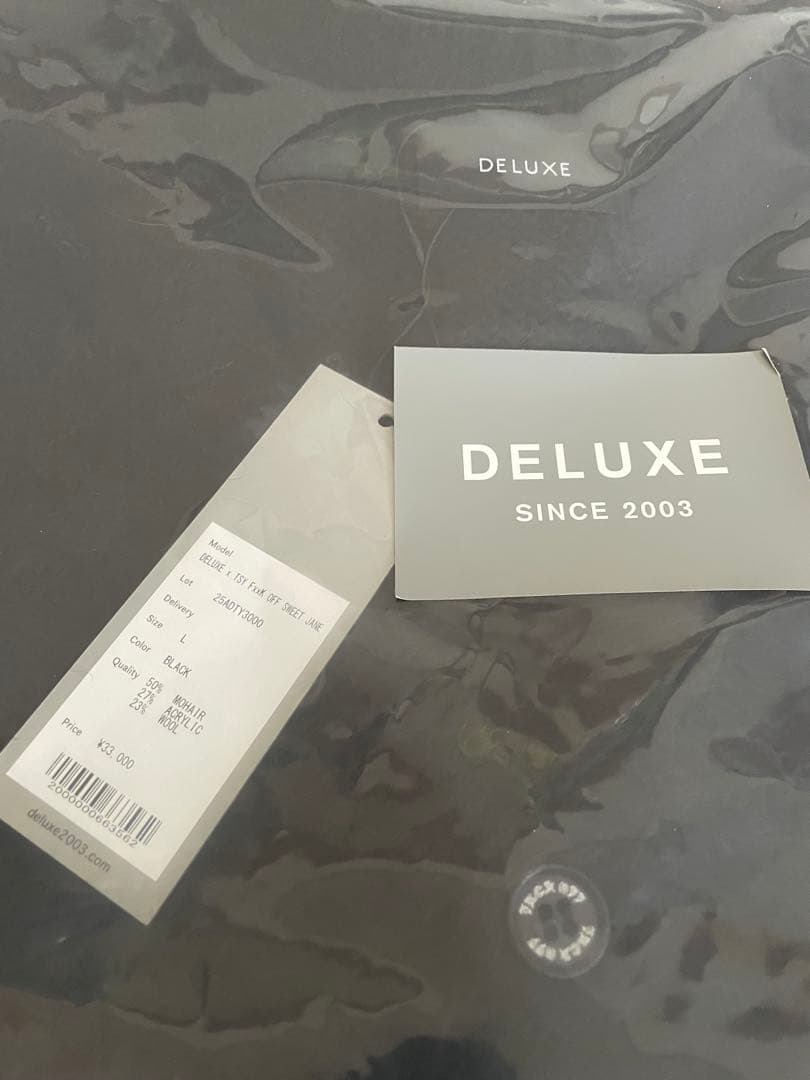 DELUXE
DELUXE
SINCE 2003
Model
DELUXE x TSY FxxK OFF SWEET JANE
Lot 25ADTY3000
Delivery
Size L
Color BLACK
Quality 50% MOHAIR
27% ACRYLIC
23% WOOL
Price ¥33,000
2000000663562
deluxe2003.com